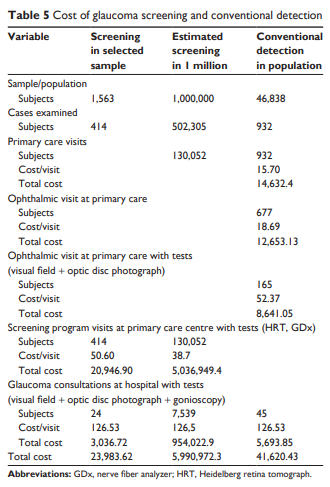 Table 5 Cost of glaucoma screening and conventional detection
Variable Screening Estimated Conventional
in selected screening detection
sample in 1 million in population
Sample/population
Subjects 1,563 1,000,000 46,838
Cases examined
Subjects 414 502,305 932
Primary care visits
Subjects 130,052 932
Cost/visit 15.70
Total cost 14,632.4
Ophthalmic visit at primary care
Subjects 677
Cost/visit 18.69
Total cost 12,653.13
Ophthalmic visit at primary care with tests
(visual field + optic disc photograph)
Subjects 165
Cost/visit 52.37
Total cost 8,641.05
Screening program visits at primary care centre with tests (HRT, GDx)
Subjects 414 130,052
Cost/visit 50.60 38.7
Total cost 20,946.90 5,036,949.4
Glaucoma consultations at hospital with tests
(visual field + optic disc photograph + gonioscopy)
Subjects 24 7,539 45
Cost/visit 126.53 126,5 126.53
Total cost 3,036.72 954,022.9 5,693.85
Total cost 23,983.62 5,990,972.3 41,620.43
Abbreviations: GDx, nerve fiber analyzer; HRT, Heidelberg retina tomograph.